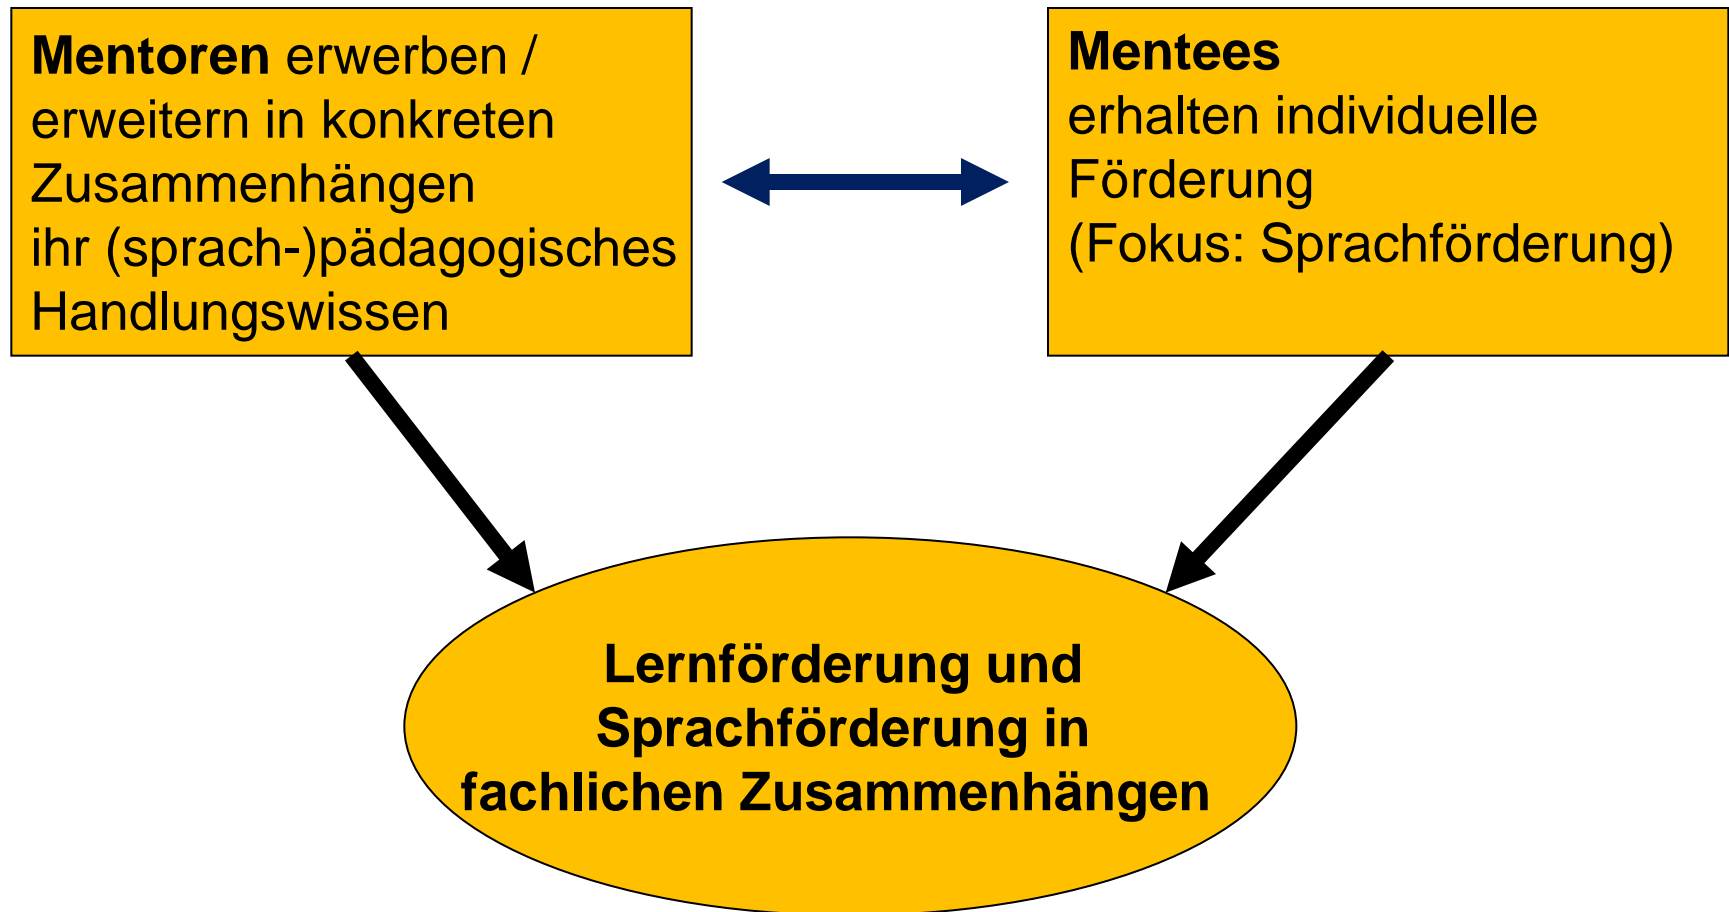 Mentoren erwerben /
erweitern in konkreten
Zusammenhängen
ihr (sprach-)pädagogisches
Handlungswissen
Mentees
erhalten individuelle
Förderung
(Fokus: Sprachförderung)
Lernförderung und
Sprachförderung in
fachlichen Zusammenhängen